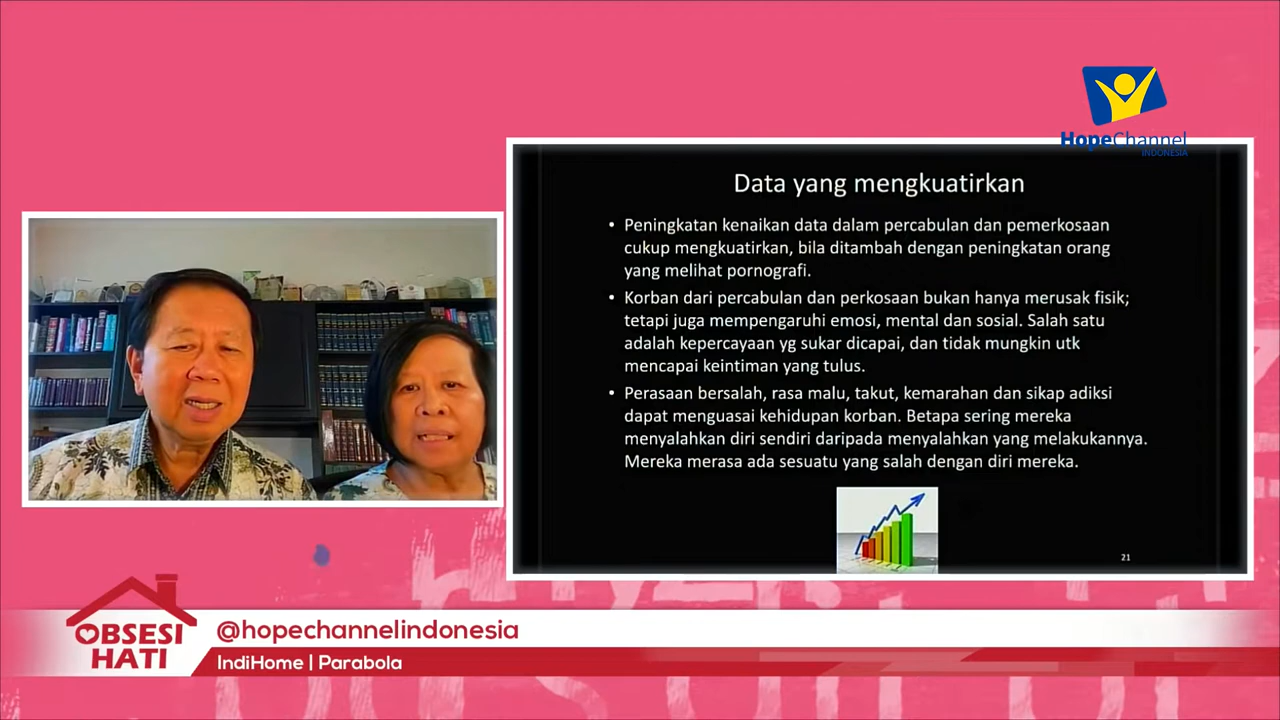 HopeChannel
INDONESIA
Data yang mengkuatirkan
• Peningkatan kenaikan data dalam percabulan dan pemerkosaan
cukup mengkuatirkan, bila ditambah dengan peningkatan orang
yang melihat pornografi.
• Korban dari percabulan dan perkosaan bukan hanya merusak fisik;
tetapi juga mempengaruhi emosi, mental dan sosial. Salah satu
adalah kepercayaan yg sukar dicapai, dan tidak mungkin utk
mencapai keintiman yang tulus.
• Perasaan bersalah, rasa malu, takut, kemarahan dan sikap adiksi
dapat menguasai kehidupan korban. Betapa sering mereka
menyalahkan diri sendiri daripada menyalahkan yang melakukannya.
Mereka merasa ada sesuatu yang salah dengan diri mereka.
21
OBSESI
HATI
@hopechannelindonesia
IndiHome | Parabola